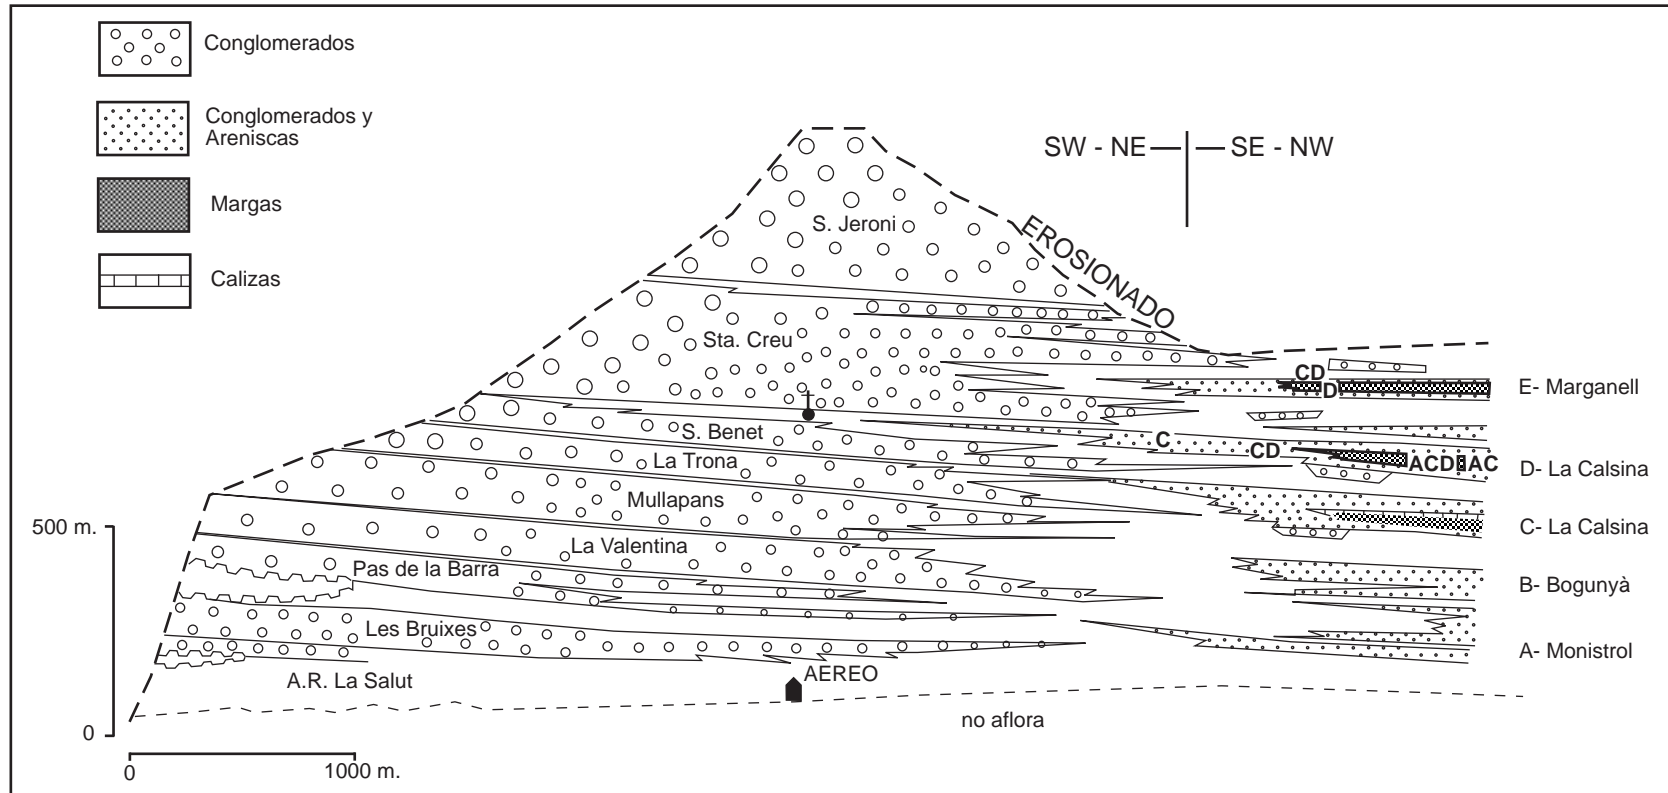 Conglomerados
Conglomerados y
Areniscas
Margas
Calizas
SW - NE
SE - NW
EROSIONADO
S. Jeroni
Sta. Creu
S. Benet
La Trona
Mullapans
La Valentina
Pas de la Barra
Les Bruixes
A.R. La Salut
AEREO
no aflora
CD
D
C
CD
ACD
AC
E- Marganell
D- La Calsina
C- La Calsina
B- Bogunyà
A- Monistrol
500 m.
0
0
1000 m.